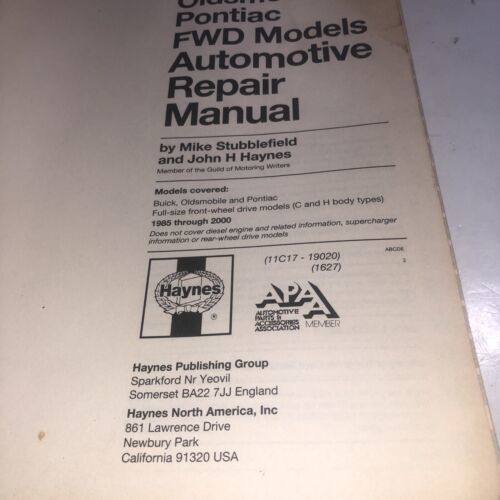 Pontiac
FWD Models
Automotive
Repair
Manual
by Mike Stubblefield
and John H Haynes
Member of the Guild of Motoring Writers
Models covered:
Buick, Oldsmobile and Pontiac
Full-size front-wheel drive models (C and H body types)
1985 through 2000
Does not cover diesel engine and related information, supercharger
information or rear-wheel drive models
(11C17 - 19020)
(1627)
ABCDE
2
Haynes
®
APAA
AUTOMOTIVE
PARTS &
ACCESSORIES
ASSOCIATION
MEMBER
Haynes Publishing Group
Sparkford Nr Yeovil
Somerset BA22 7JJ England
Haynes North America, Inc
861 Lawrence Drive
Newbury Park
California 91320 USA